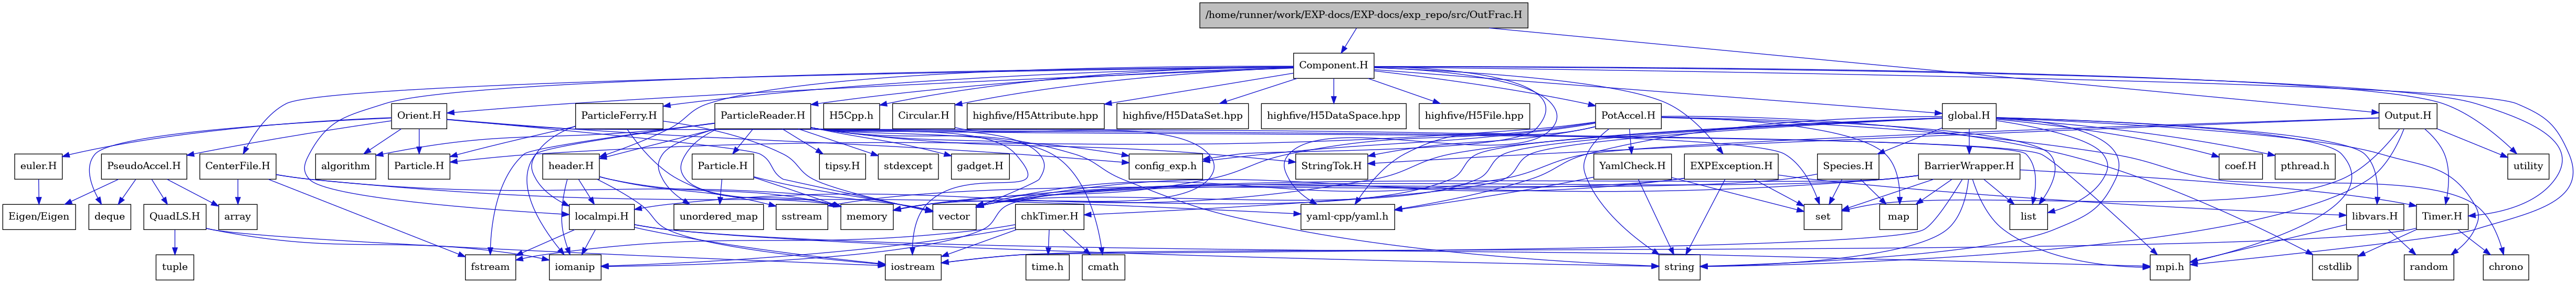 /home/runner/work/EXP-docs/EXP-docs/exp_repo/src/OutFrac.H
Component.H
Orient.H
ParticleFerry.H
ParticleReader.H
H5Cpp.h
Circular.H
highfive/H5Attribute.hpp
highfive/H5DataSet.hpp
highfive/H5DataSpace.hpp
highfive/H5File.hpp
PotAccel.H
global.H
Output.H
euler.H
PseudoAccel.H
CenterFile.H
algorithm
Particle.H
header.H
Particle.H
tipsy.H
stdexcept
gadget.H
config_exp.h
StringTok.H
YamlCheck.H
EXPException.H
Species.H
BarrierWrapper.H
coef.H
pthread.h
utility
Eigen/Eigen
deque
QuadLS.H
array
localmpi.H
unordered_map
sstream
memory
vector
chkTimer.H
yaml-cpp/yaml.h
set
map
list
libvars.H
Timer.H
tuple
fstream
iomanip
iostream
time.h
cmath
string
mpi.h
cstdlib
random
chrono